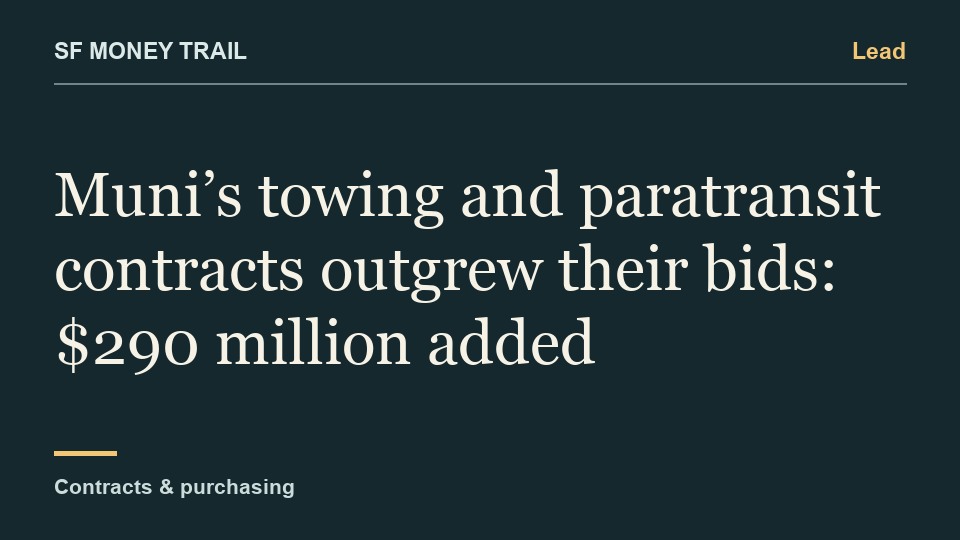 SF MONEY TRAIL
Lead
Muni’s towing and paratransit
contracts outgrew their bids:
$290 million added
Contracts & purchasing